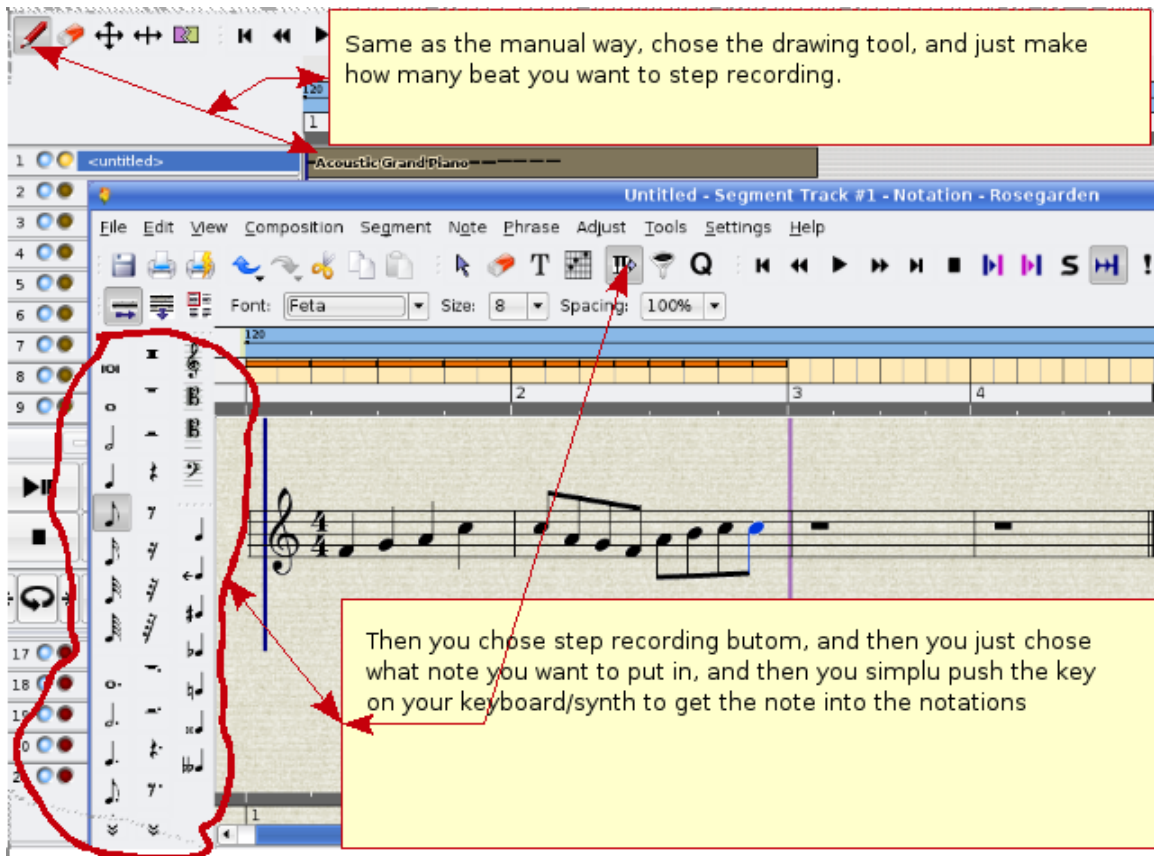 Same as the manual way, chose the drawing tool, and just make
how many beat you want to step recording.
120
1
1 <untitled> Acoustic Grand Piano
2
Untitled - Segment Track #1 - Notation - Rosegarden
3
File Edit View Composition Segment Note Phrase Adjust Tools Settings Help
4
5
T Q S !
6
Font: Feta Size: 8 Spacing: 100%
7
120
8
9
2 3 4
4
4
Then you chose step recording butom, and then you just chose
what note you want to put in, and then you simplu push the key
on your keyboard/synth to get the note into the notations
17
18
19
1